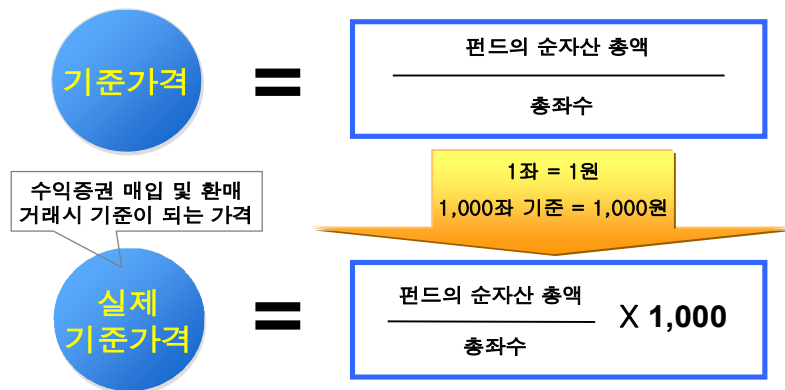 기준가격
=
펀드의 순자산 총액
총좌수
1좌 = 1원
1,000좌 기준 = 1,000원
수익증권 매입 및 환매
거래시 기준이 되는 가격
실제
기준가격
=
펀드의 순자산 총액
총좌수
X 1,000